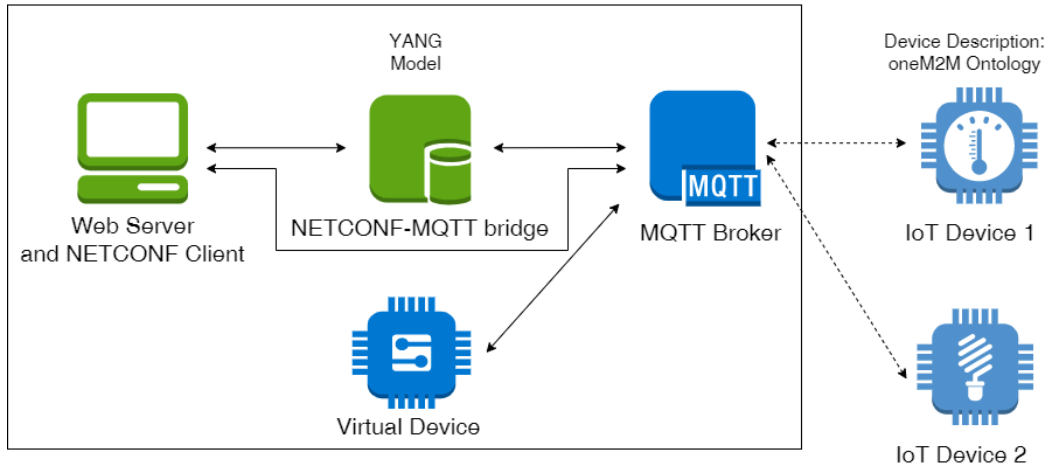 YANG
Model
Device Description:
oneM2M Ontology
MQTT
Web Server
and NETCONF Client
NETCONF-MQTT bridge
MQTT Broker
IoT Device 1
Virtual Device
IoT Device 2